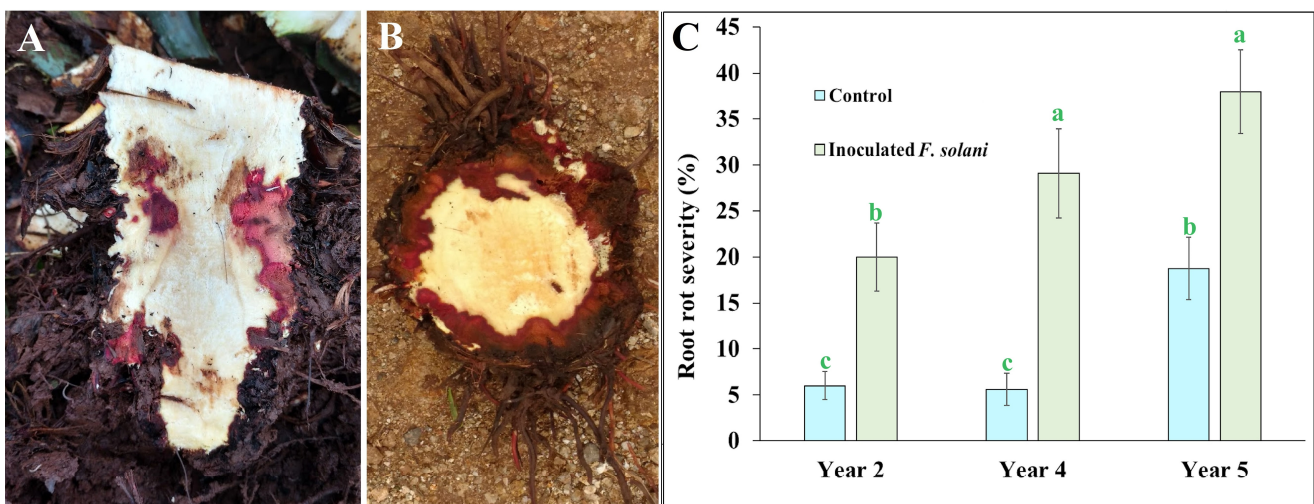 A
B
C
Root rot severity (%)
45
40
35
30
25
20
15
10
5
0
Control
Inoculated F. solani
c
b
c
a
b
a
Year 2
Year 4
Year 5